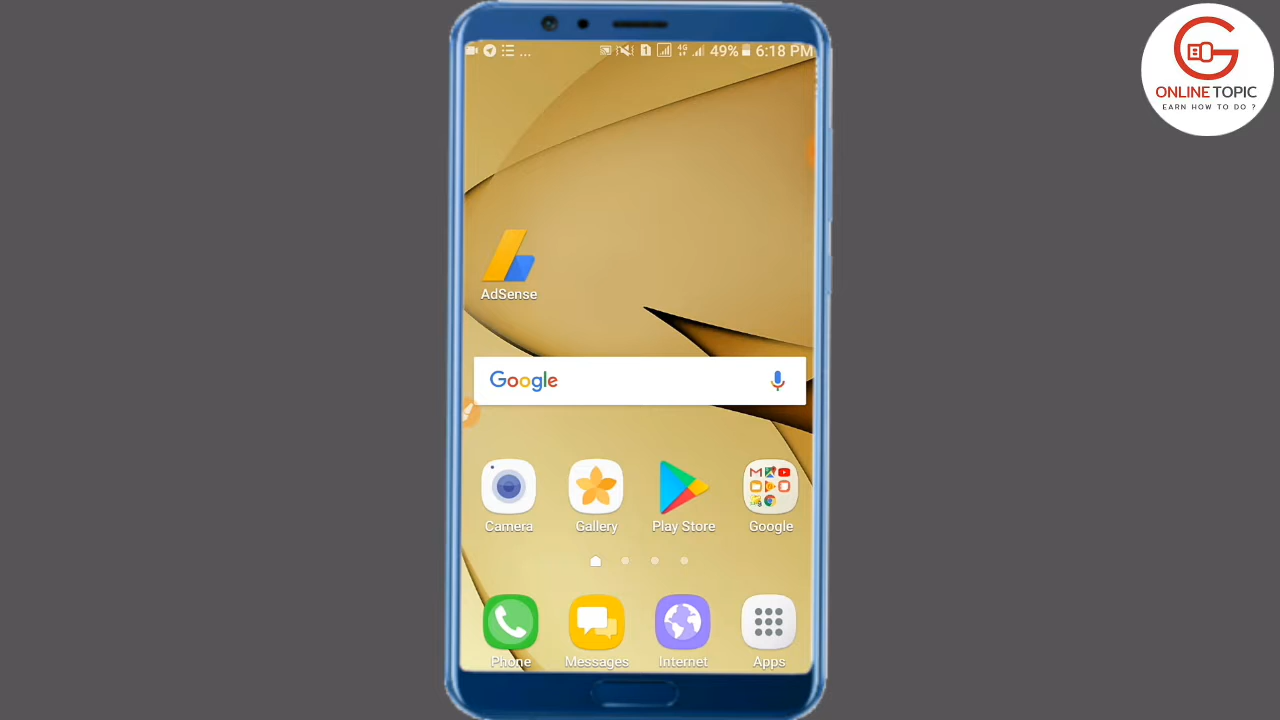 ... 4G 49% 6:18 PM
G
ONLINE TOPIC
EARN HOW TO DO ?
AdSense
Google
Camera Gallery Play Store Google
Phone Messages Internet Apps